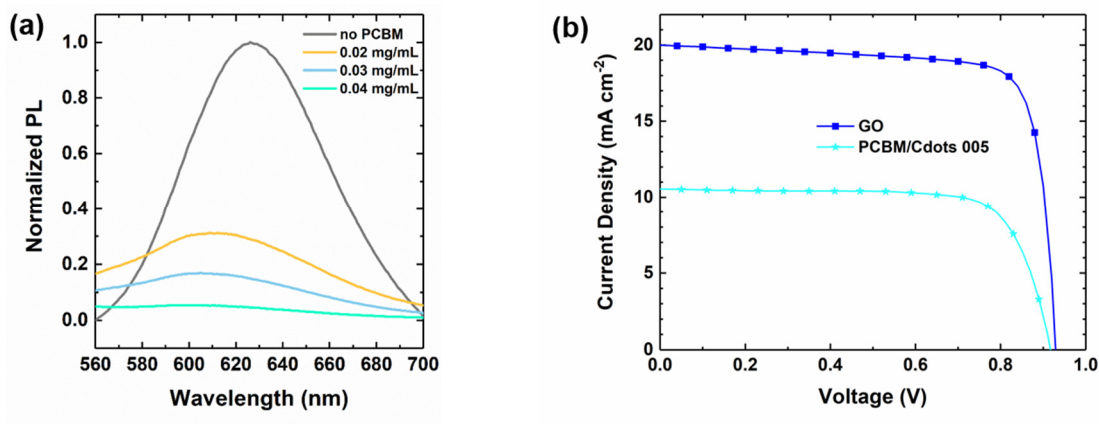 (a)
Normalized PL
1.0
0.8
0.6
0.4
0.2
0.0
no PCBM
0.02 mg/mL
0.03 mg/mL
0.04 mg/mL
560 580 600 620 640 660 680 700
Wavelength (nm)
(b)
Current Density (mA cm-2)
20
15
10
5
0
GO
PCBM/Cdots 005
0.0 0.2 0.4 0.6 0.8 1.0
Voltage (V)